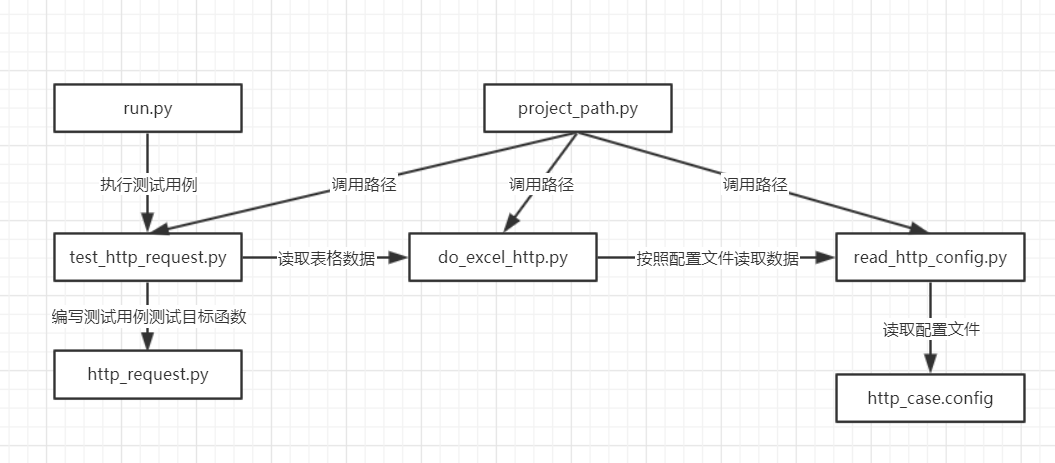 run.py
project_path.py
执行测试用例
调用路径
调用路径
调用路径
test_http_request.py
读取表格数据
do_excel_http.py
按照配置文件读取数据
read_http_config.py
编写测试用例测试目标函数
读取配置文件
http_request.py
http_case.config